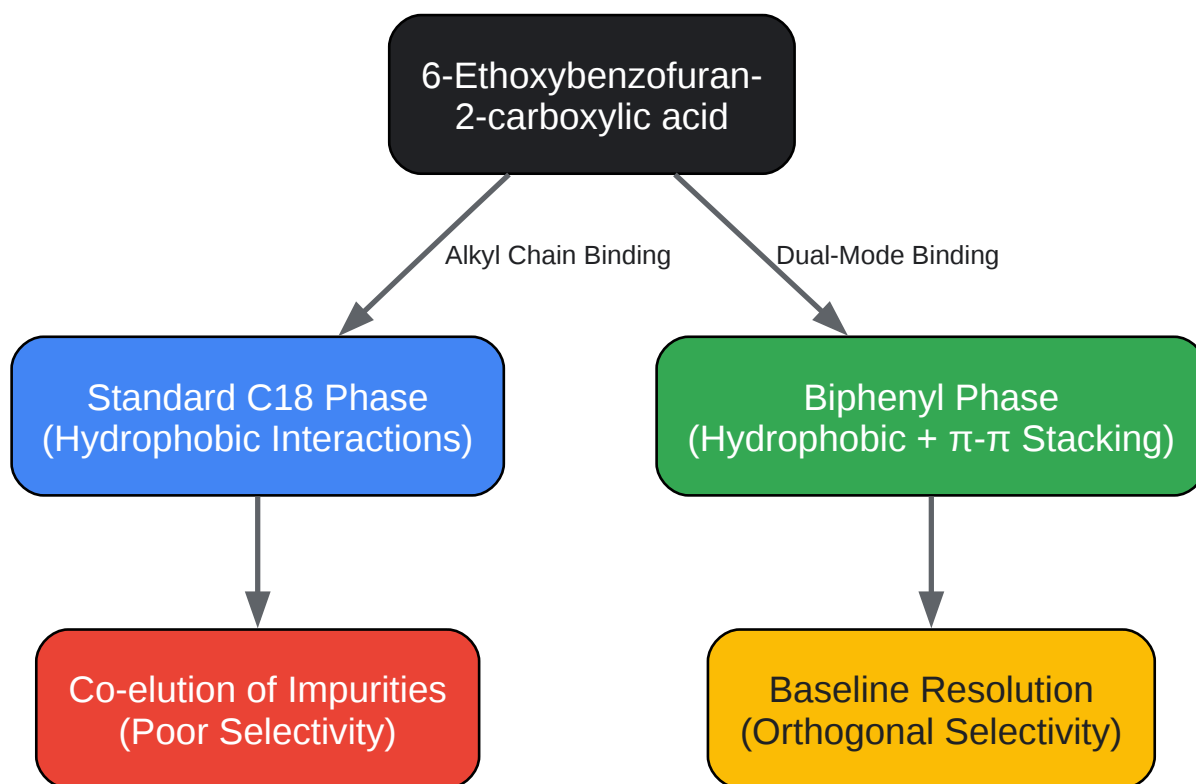 6-Ethoxybenzofuran-
2-carboxylic acid
Alkyl Chain Binding
Dual-Mode Binding
Standard C18 Phase
(Hydrophobic Interactions)
Biphenyl Phase
(Hydrophobic + π-π Stacking)
Co-elution of Impurities
(Poor Selectivity)
Baseline Resolution
(Orthogonal Selectivity)